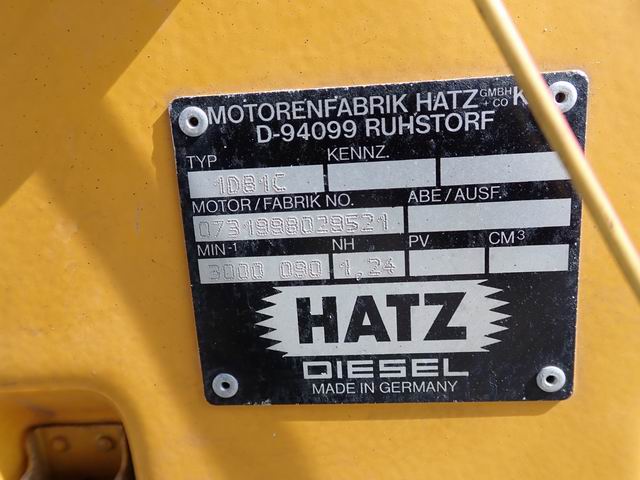 MOTORENFABRIK HATZ GMBH + CO K
D-94099 RUHSTORF
TYP KENNZ.
1D81C
MOTOR / FABRIK NO. ABE / AUSF.
0731998029521
MIN-1 NH PV CM3
3000 090 1,24
HATZ
DIESEL
MADE IN GERMANY